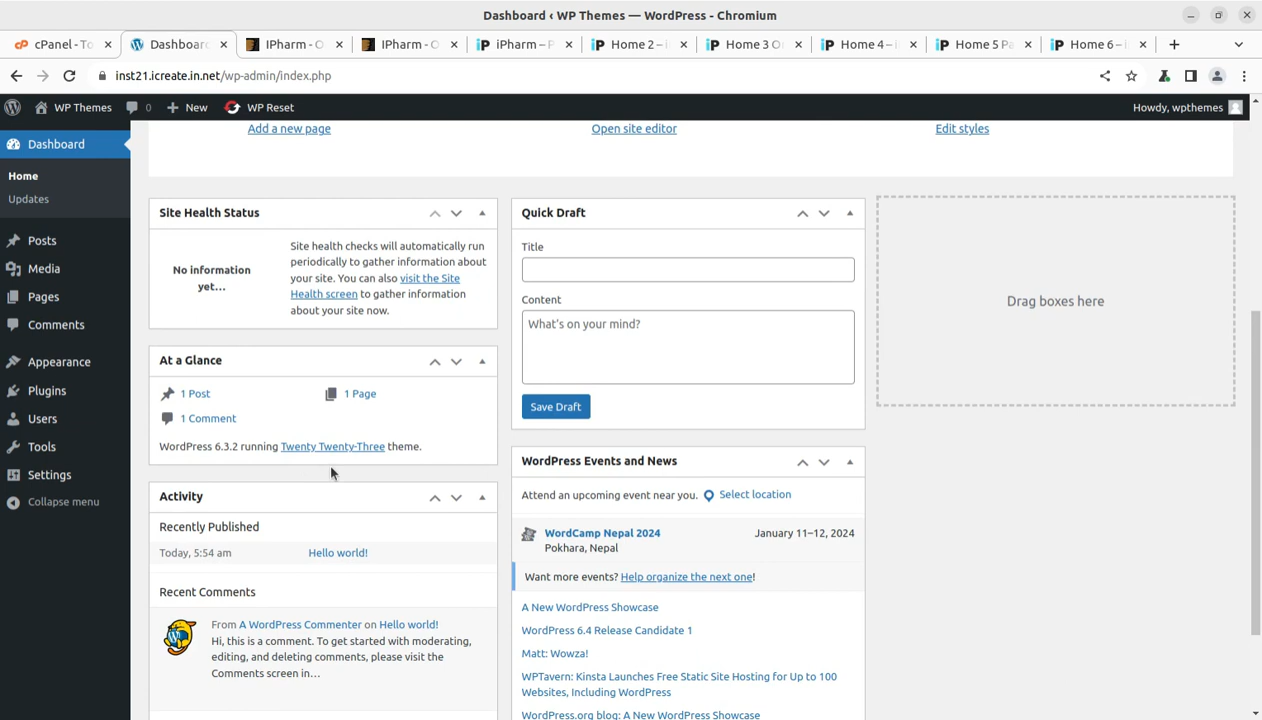 Dashboard ‹ WP Themes — WordPress - Chromium
cPanel - To
Dashboard
IPharm - O
IPharm - O
iPharm – P
Home 2 – i
Home 3 O
Home 4 – i
Home 5 Pa
Home 6 – i
inst21.icreate.in.net/wp-admin/index.php
WP Themes
0
New
WP Reset
Howdy, wpthemes
Dashboard
Home
Updates
Posts
Media
Pages
Comments
Appearance
Plugins
Users
Tools
Settings
Collapse menu
Add a new page
Open site editor
Edit styles
Site Health Status
No information
yet…
Site health checks will automatically run
periodically to gather information about
your site. You can also visit the Site
Health screen to gather information
about your site now.
At a Glance
1 Post
1 Page
1 Comment
WordPress 6.3.2 running Twenty Twenty-Three theme.
Activity
Recently Published
Today, 5:54 am
Hello world!
Recent Comments
From A WordPress Commenter on Hello world!
Hi, this is a comment. To get started with moderating,
editing, and deleting comments, please visit the
Comments screen in…
Quick Draft
Title
Content
What's on your mind?
Save Draft
WordPress Events and News
Attend an upcoming event near you.
Select location
WordCamp Nepal 2024
January 11–12, 2024
Pokhara, Nepal
Want more events? Help organize the next one!
A New WordPress Showcase
WordPress 6.4 Release Candidate 1
Matt: Wowza!
WPTavern: Kinsta Launches Free Static Site Hosting for Up to 100
Websites, Including WordPress
WordPress.org blog: A New WordPress Showcase
Drag boxes here